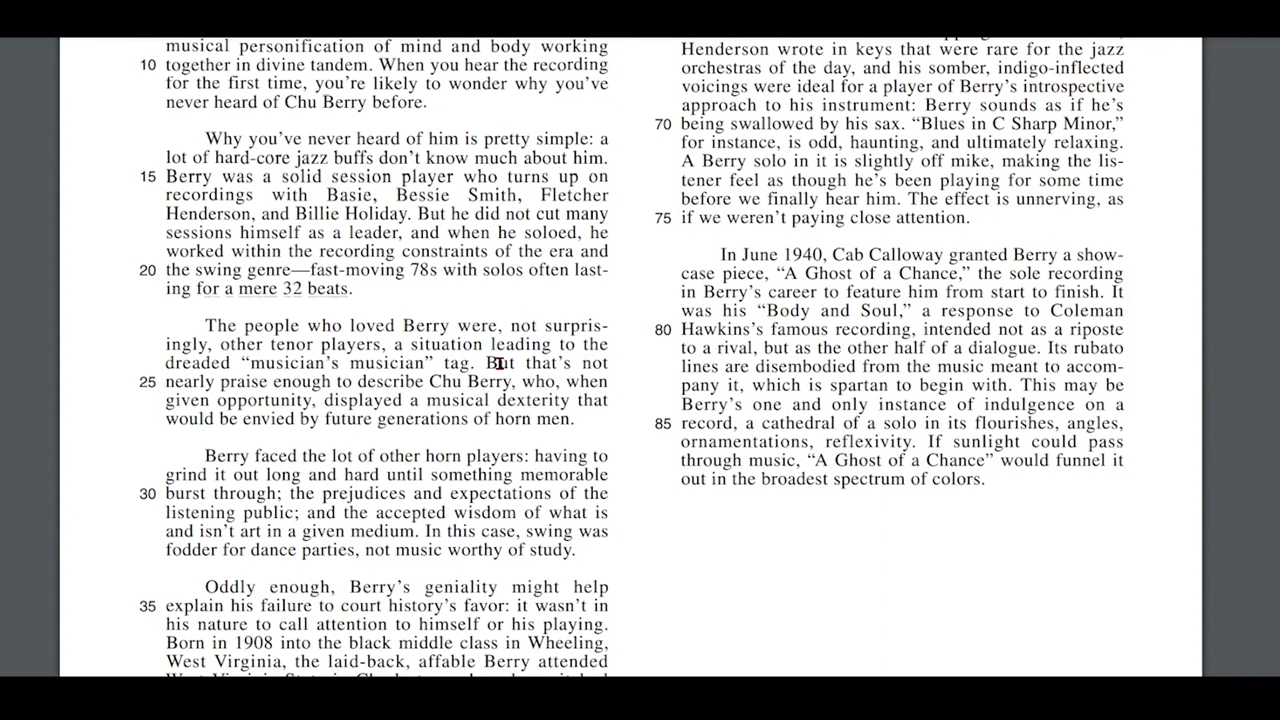 musical personification of mind and body working
10 together in divine tandem. When you hear the recording
for the first time, you're likely to wonder why you've
never heard of Chu Berry before.
Why you've never heard of him is pretty simple: a
lot of hard-core jazz buffs don't know much about him.
15 Berry was a solid session player who turns up on
recordings with Basie, Bessie Smith, Fletcher
Henderson, and Billie Holiday. But he did not cut many
sessions himself as a leader, and when he soloed, he
worked within the recording constraints of the era and
20 the swing genre—fast-moving 78s with solos often last-
ing for a mere 32 beats.
The people who loved Berry were, not surpris-
ingly, other tenor players, a situation leading to the
dreaded “musician's musician” tag. But that's not
25 nearly praise enough to describe Chu Berry, who, when
given opportunity, displayed a musical dexterity that
would be envied by future generations of horn men.
Berry faced the lot of other horn players: having to
grind it out long and hard until something memorable
30 burst through; the prejudices and expectations of the
listening public; and the accepted wisdom of what is
and isn't art in a given medium. In this case, swing was
fodder for dance parties, not music worthy of study.
Oddly enough, Berry's geniality might help
35 explain his failure to court history's favor: it wasn't in
his nature to call attention to himself or his playing.
Born in 1908 into the black middle class in Wheeling,
West Virginia, the laid-back, affable Berry attended
Henderson wrote in keys that were rare for the jazz
orchestras of the day, and his somber, indigo-inflected
voicings were ideal for a player of Berry's introspective
approach to his instrument: Berry sounds as if he's
70 being swallowed by his sax. “Blues in C Sharp Minor,”
for instance, is odd, haunting, and ultimately relaxing.
A Berry solo in it is slightly off mike, making the lis-
tener feel as though he's been playing for some time
before we finally hear him. The effect is unnerving, as
75 if we weren't paying close attention.
In June 1940, Cab Calloway granted Berry a show-
case piece, “A Ghost of a Chance,” the sole recording
in Berry's career to feature him from start to finish. It
was his “Body and Soul,” a response to Coleman
80 Hawkins's famous recording, intended not as a riposte
to a rival, but as the other half of a dialogue. Its rubato
lines are disembodied from the music meant to accom-
pany it, which is spartan to begin with. This may be
Berry's one and only instance of indulgence on a
85 record, a cathedral of a solo in its flourishes, angles,
ornamentations, reflexivity. If sunlight could pass
through music, “A Ghost of a Chance” would funnel it
out in the broadest spectrum of colors.